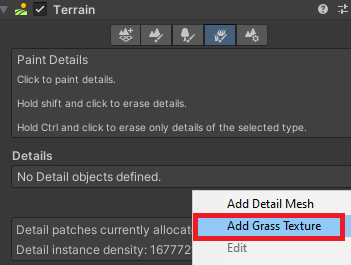 Terrain
Paint Details
Click to paint details.
Hold shift and click to erase details.
Hold Ctrl and click to erase only details of the selected type.
Details
No Detail objects defined.
Add Detail Mesh
Add Grass Texture
Edit
Detail patches currently allocat
Detail instance density: 167772